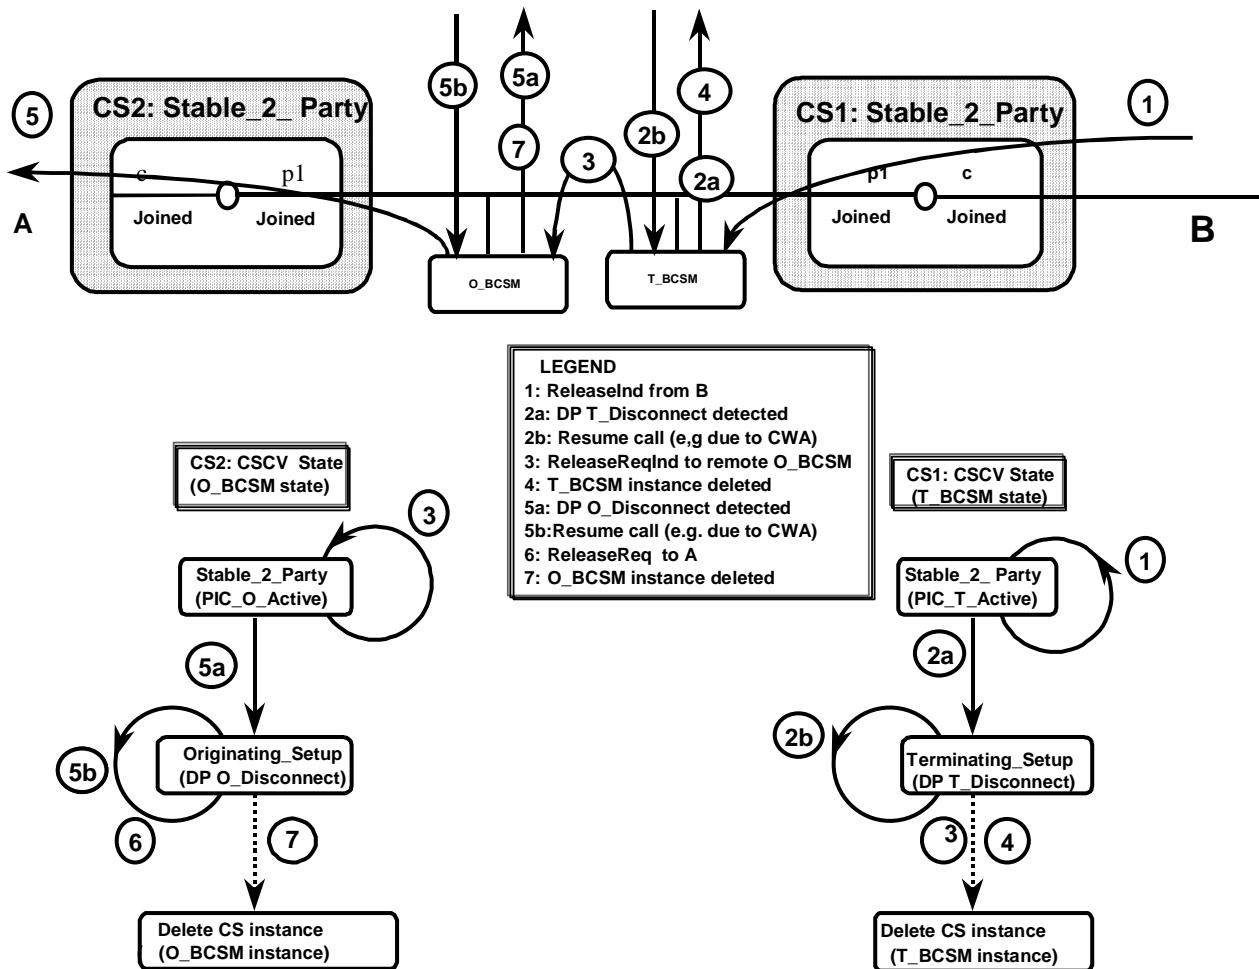 5b
5a
2b
4
CS2: Stable_2_ Party
CS1: Stable_2_Party
5
1
7
3
2a
c
p1
p1
c
Joined
Joined
Joined
Joined
A
B
O_BCSM
T_BCSM
LEGEND
1: ReleaseInd from B
2a: DP T_Disconnect detected
2b: Resume call (e,g due to CWA)
3: ReleaseReqInd to remote O_BCSM
4: T_BCSM instance deleted
5a: DP O_Disconnect detected
5b:Resume call (e.g. due to CWA)
6: ReleaseReq to A
7: O_BCSM instance deleted
CS2: CSCV State
(O_BCSM state)
CS1: CSCV State
(T_BCSM state)
3
Stable_2_Party
(PIC_O_Active)
Stable_2_ Party
(PIC_T_Active)
1
5a
2a
5b
Originating_Setup
(DP O_Disconnect)
2b
Terminating_Setup
(DP T_Disconnect)
6
7
3
4
Delete CS instance
(O_BCSM instance)
Delete CS instance
(T_BCSM instance)